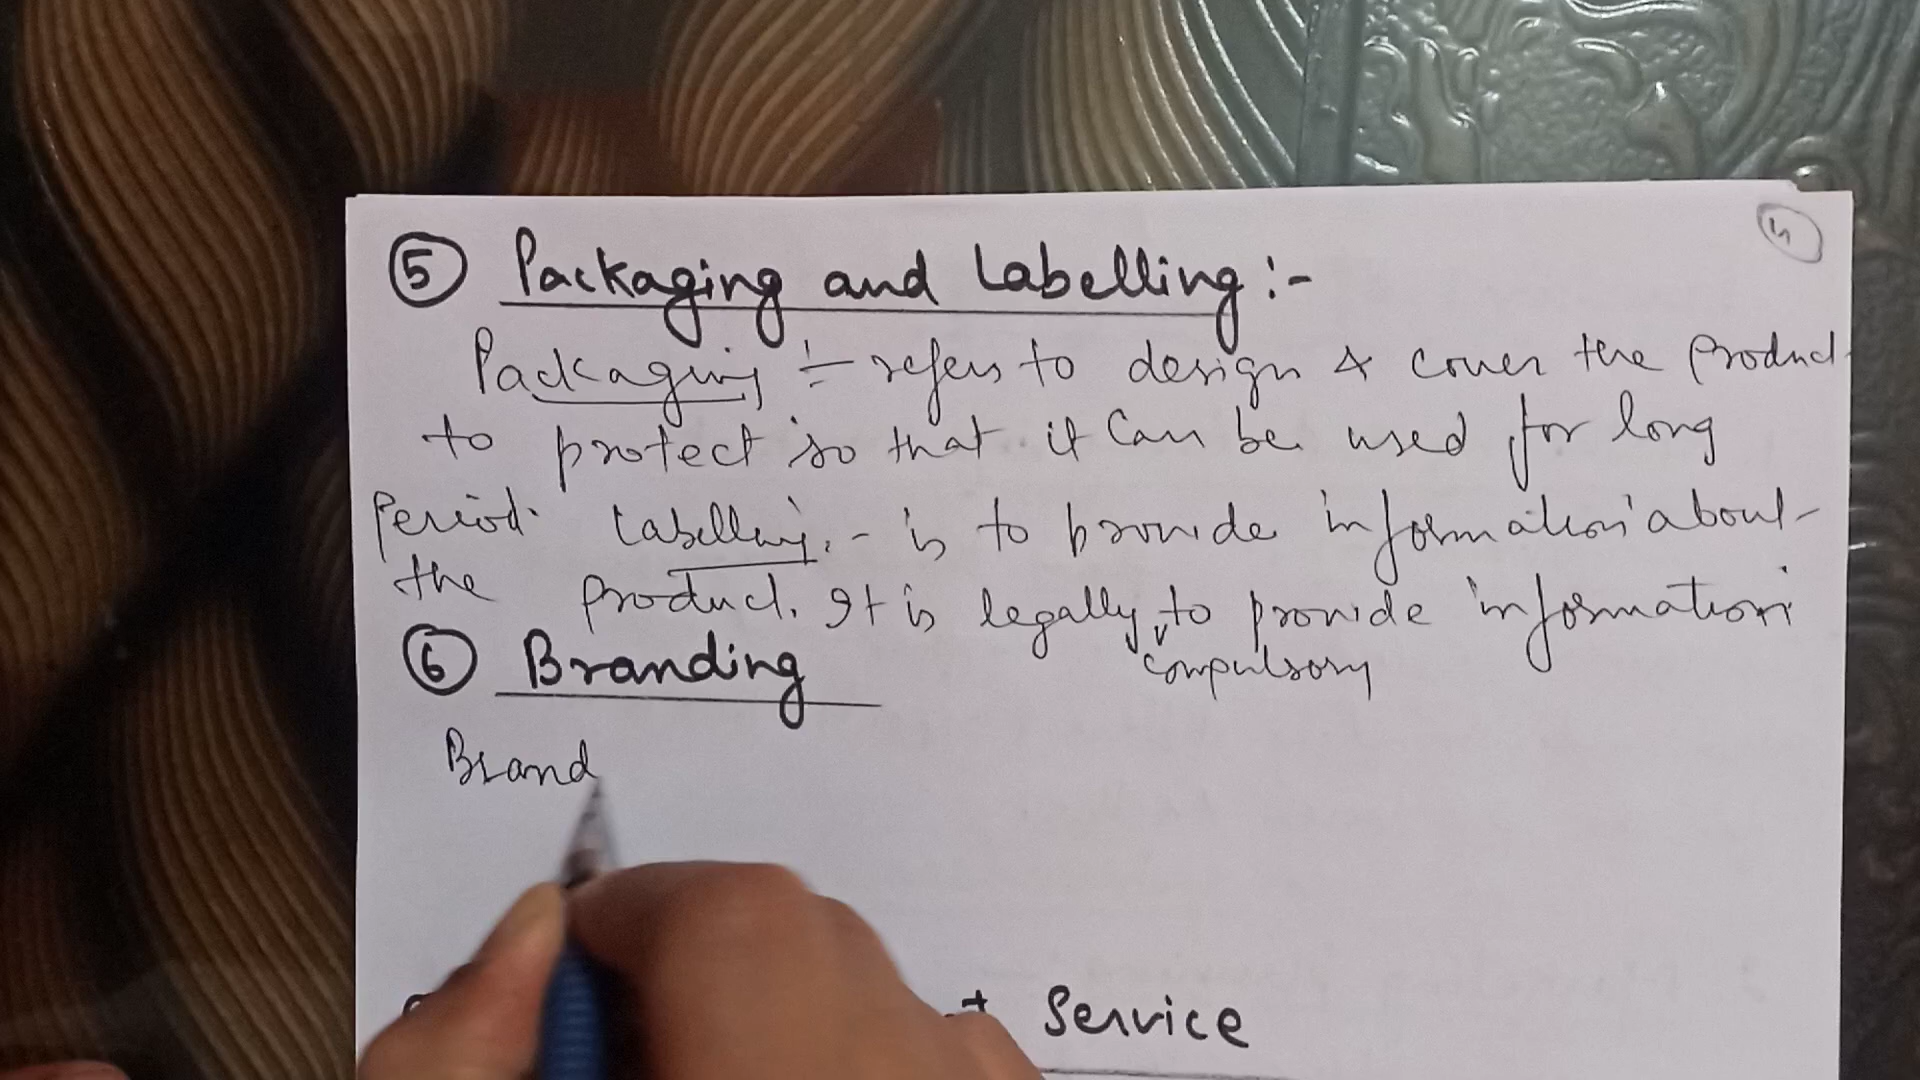 ⑤ Packaging and Labelling :-
Packaging :- refers to design & cover the product
to protect so that it can be used for long
period. Labelling :- is to provide information about
the product. It is legally to provide information
compulsory
⑥ Branding
Brand
Service